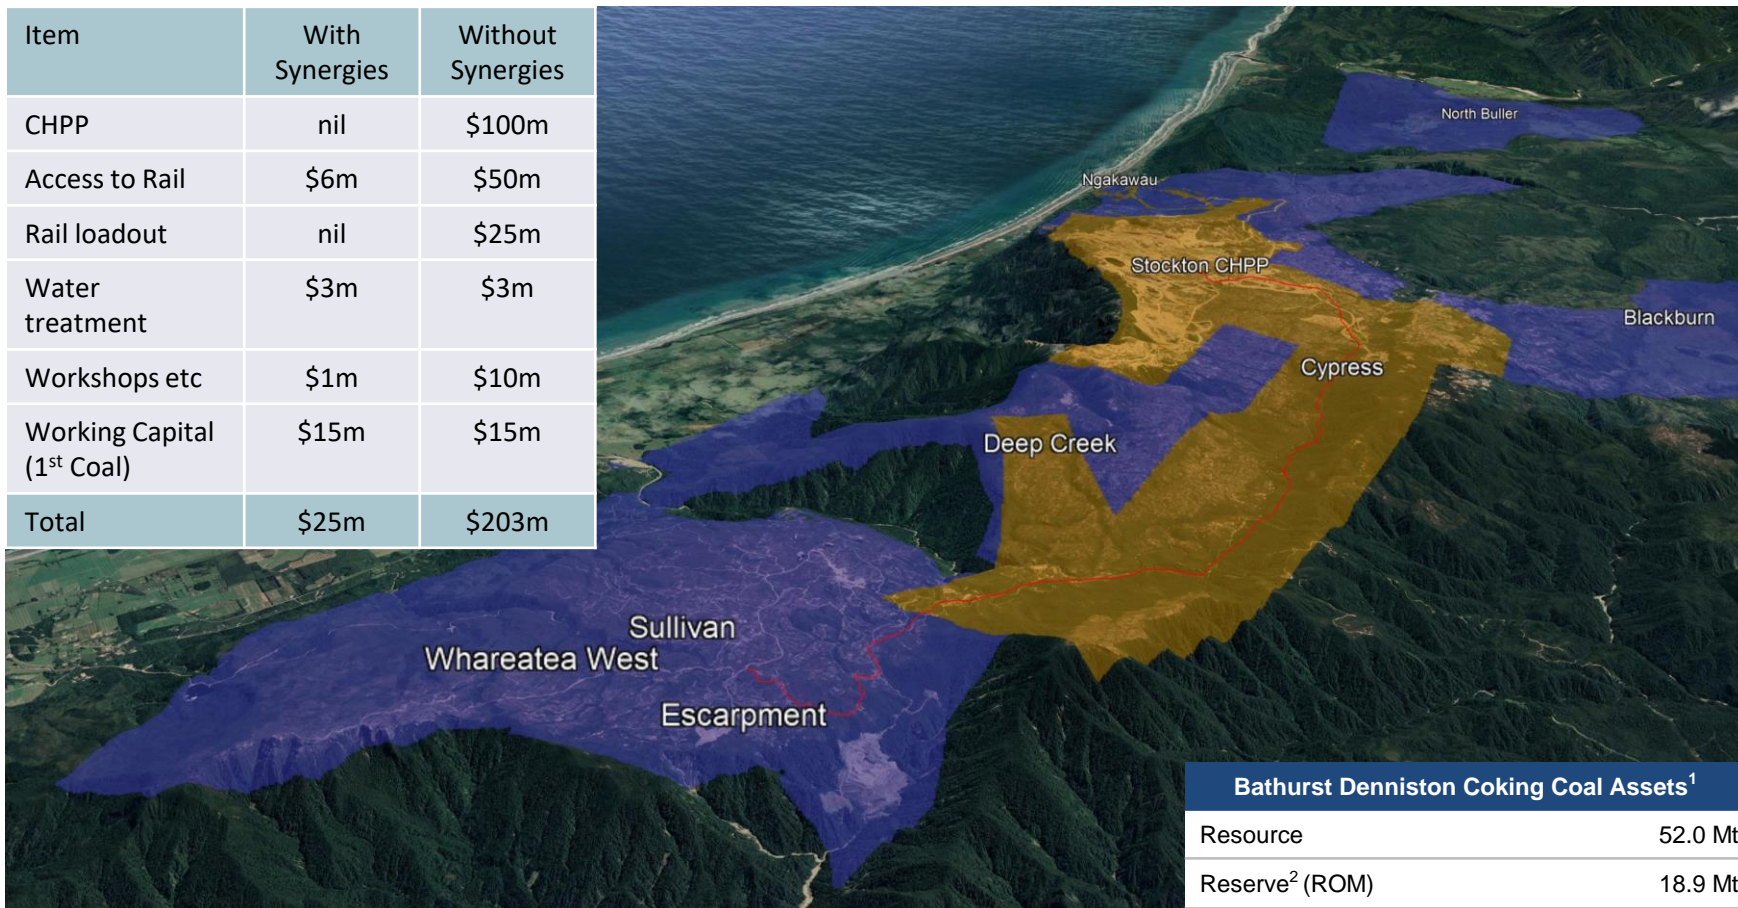 Item With Synergies Without Synergies
CHPP nil $100m
Access to Rail $6m $50m
Rail loadout nil $25m
Water treatment $3m $3m
Workshops etc $1m $10m
Working Capital (1st Coal) $15m $15m
Total $25m $203m
North Buller
Ngakawau
Stockton CHPP
Blackburn
Cypress
Deep Creek
Sullivan
Whareatea West
Escarpment
Bathurst Denniston Coking Coal Assets1
Resource 52.0 Mt
Reserve2 (ROM) 18.9 Mt